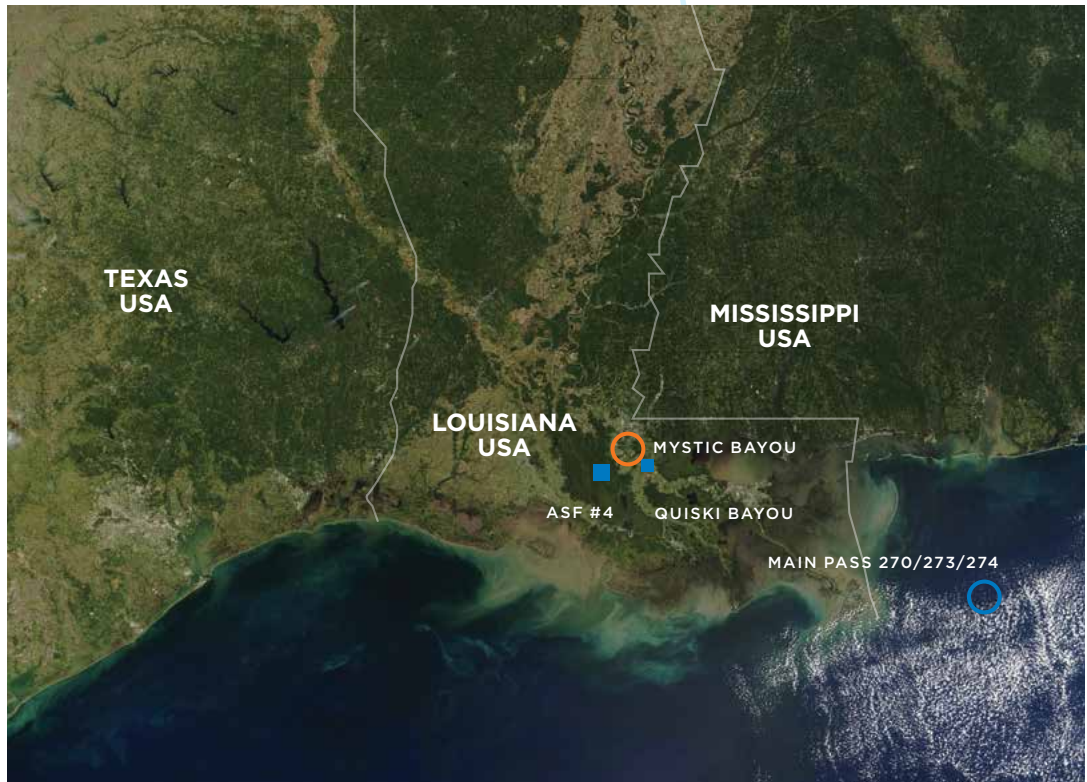 TEXAS
USA
MISSISSIPPI
USA
LOUISIANA
USA
MYSTIC BAYOU
ASF #4
QUISKI BAYOU
MAIN PASS 270/273/274